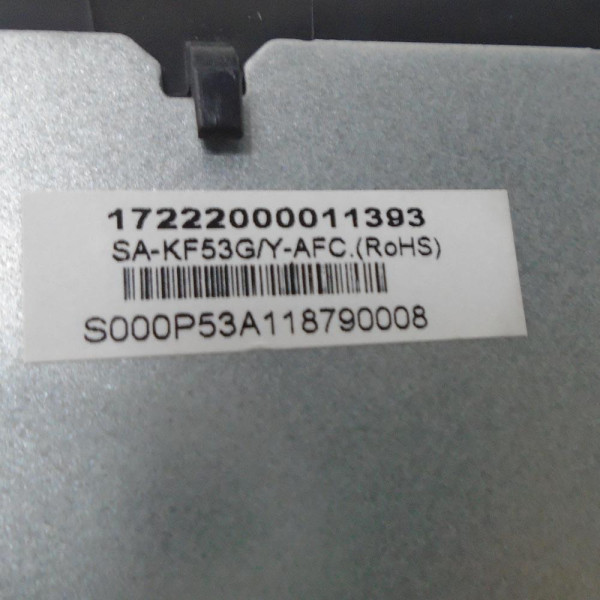 17222000011393
SA-KF53G/Y-AFC.(RoHS)
S000P53A118790008